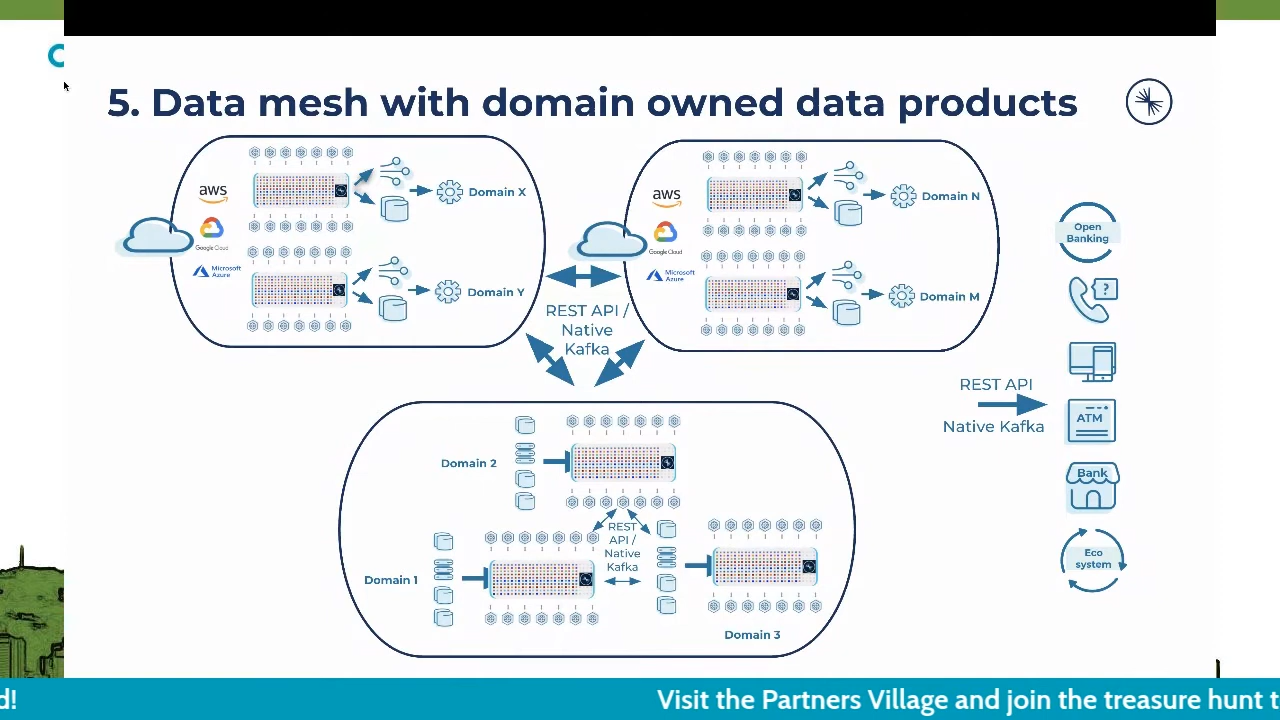 5. Data mesh with domain owned data products
aws
Google Cloud
Microsoft
Azure
Domain X
Domain Y
REST API /
Native
Kafka
aws
Google Cloud
Microsoft
Azure
Domain N
Domain M
Open
Banking
?
REST API
Native Kafka
ATM
Bank
Eco
system
Domain 2
Domain 1
REST
API /
Native
Kafka
Domain 3
d!
Visit the Partners Village and join the treasure hunt t